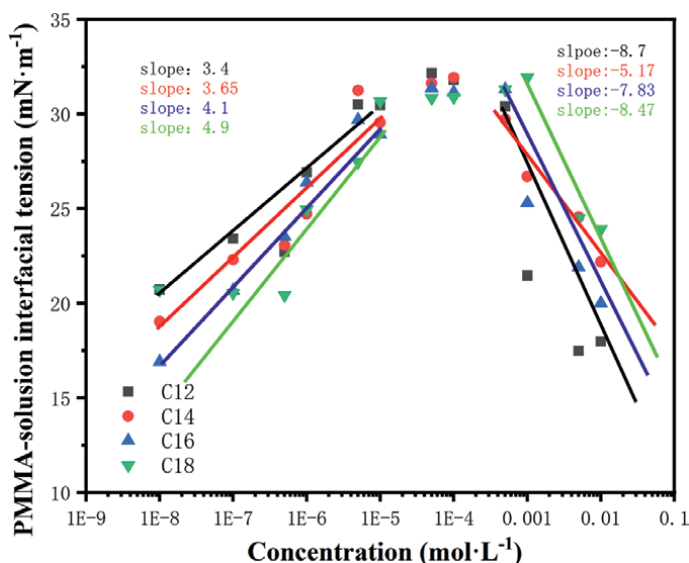 35
30
25
20
15
10
PMMA-solusion interfacial tension (mN·m-1)
slope: 3.4
slope: 3.65
slope: 4.1
slope: 4.9
slpoe:-8.7
slope:-5.17
slope:-7.83
slope:-8.47
C12
C14
C16
C18
1E-9 1E-8 1E-7 1E-6 1E-5 1E-4 0.001 0.01 0.1
Concentration (mol·L-1)